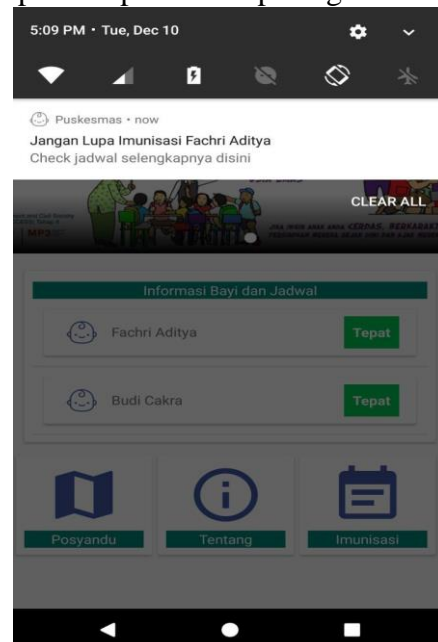 5:09 PM • Tue, Dec 10
Puskesmas • now
Jangan Lupa Imunisasi Fachri Aditya
Check jadwal selengkapnya disini
CLEAR ALL
MP3
Informasi Bayi dan Jadwal
Fachri Aditya
Tepat
Budi Cakra
Tepat
Posyandu
Tentang
Imunisasi